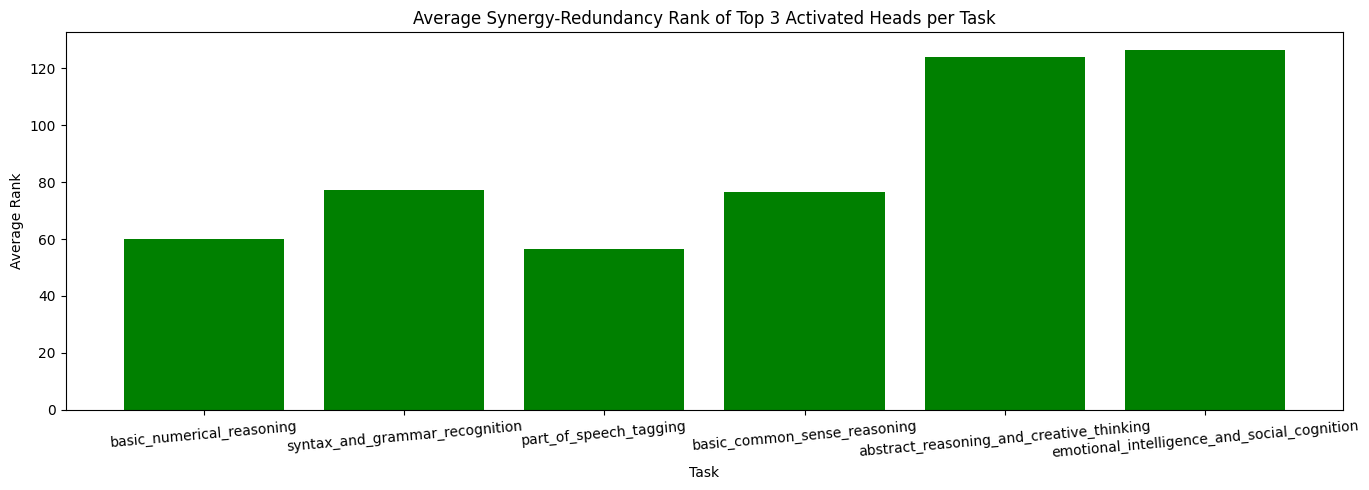 Average Synergy-Redundancy Rank of Top 3 Activated Heads per Task
Average Rank
120
100
80
60
40
20
0
basic_numerical_reasoning
syntax_and_grammar_recognition
part_of_speech_tagging
basic_common_sense_reasoning
abstract_reasoning_and_creative_thinking
emotional_intelligence_and_social_cognition
Task